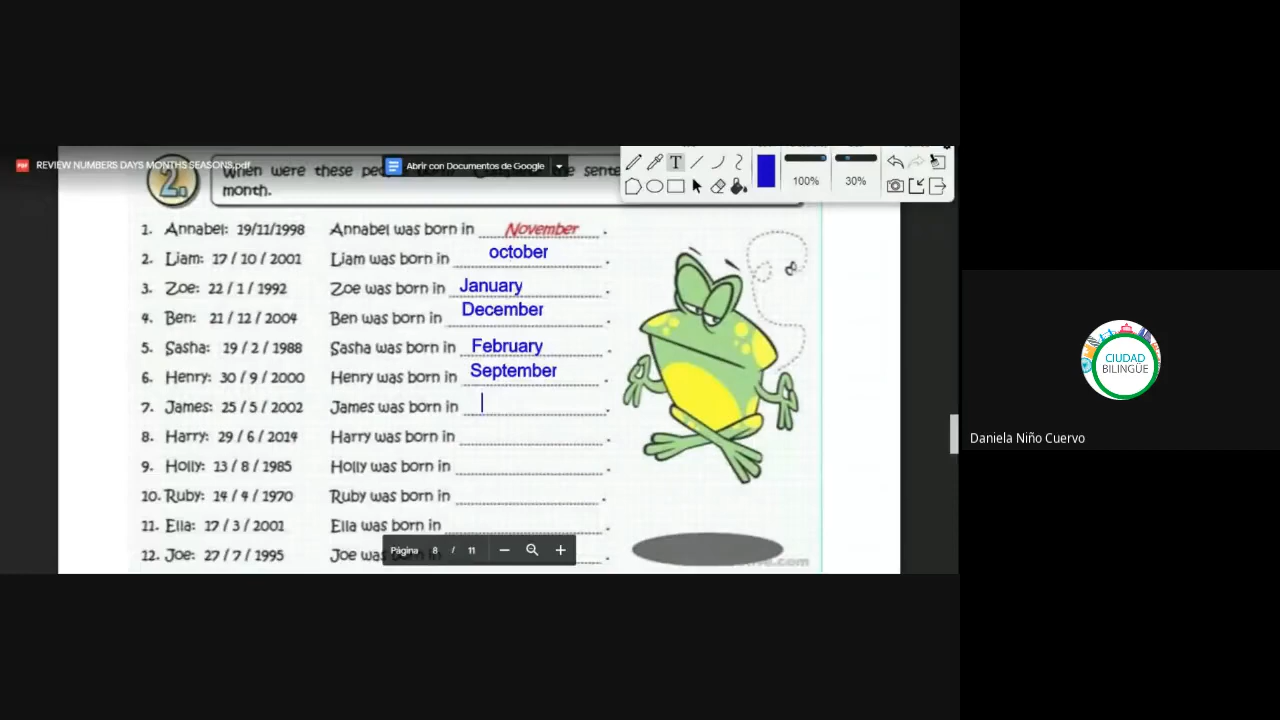 REVIEW NUMBERS DAYS MONTHS SEASONS.pdf
Abrir con Documentos de Google
100%
30%
2.
When were these
month.
1. Annabel: 19/11/1998 Annabel was born in November.
2. Liam: 17 / 10 / 2001 Liam was born in october.
3. Zoe: 22 / 1 / 1992 Zoe was born in January.
4. Ben: 21 / 12 / 2004 Ben was born in December.
5. Sasha: 19 / 2 / 1988 Sasha was born in February.
6. Henry: 30 / 9 / 2000 Henry was born in September.
7. James: 25 / 5 / 2002 James was born in.
8. Harry: 29 / 6 / 2014 Harry was born in.
9. Holly: 13 / 8 / 1985 Holly was born in.
10. Ruby: 14 / 4 / 1970 Ruby was born in.
11. Ella: 17 / 3 / 2001 Ella was born in.
12. Joe: 27 / 7 / 1995 Joe was born in.
Página 8 / 11
CIUDAD
BILINGÜE
Daniela Niño Cuervo